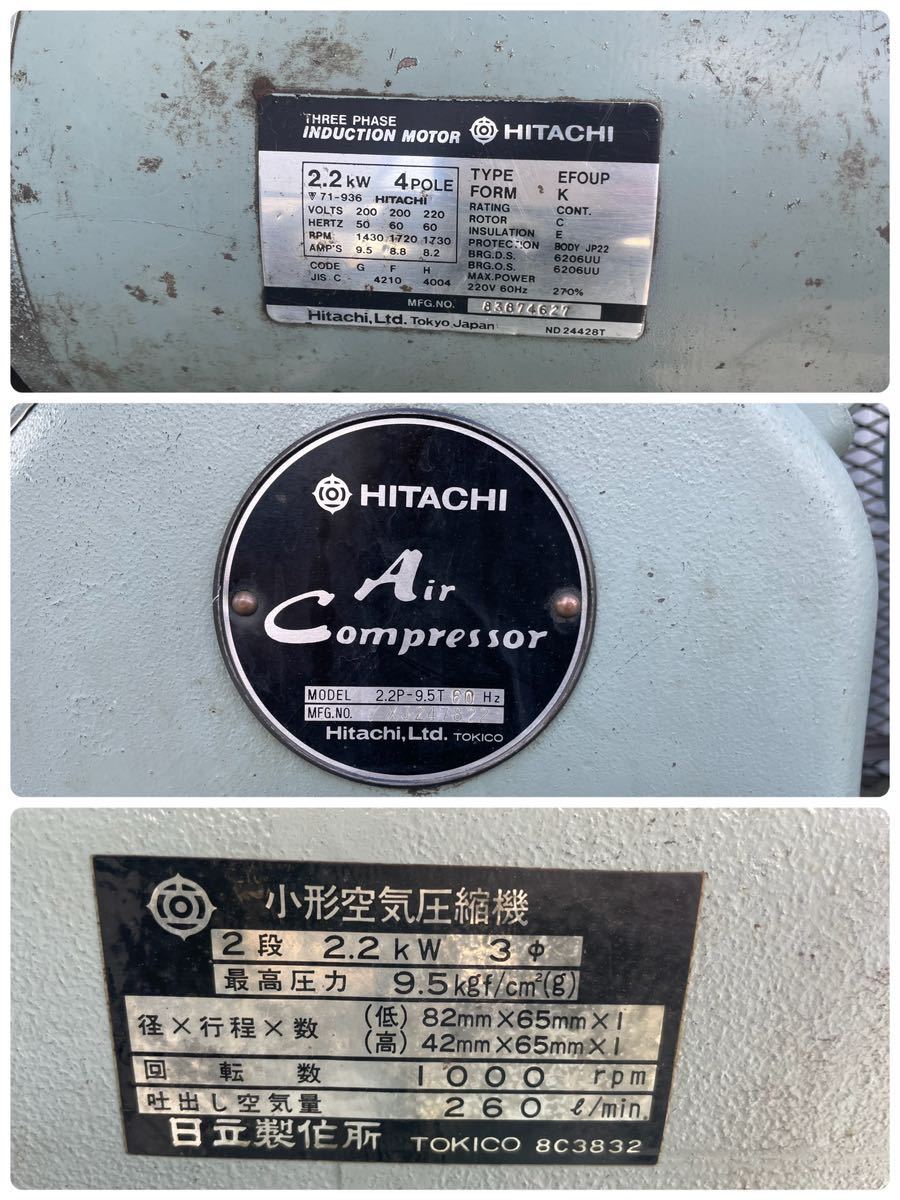 THREE PHASE
INDUCTION MOTOR HITACHI
2.2 kW 4 POLE
▽ 71-936 HITACHI
VOLTS 200 200 220
HERTZ 50 60 60
RPM 1430 1720 1730
AMP'S 9.5 8.8 8.2
CODE G F H
JIS C - 4210 4004
TYPE EFOUP
FORM K
RATING CONT.
ROTOR C
INSULATION E
PROTECTION BODY JP22
BRG.D.S. 6206UU
BRG.O.S. 6206UU
MAX.POWER
220V 60Hz 270%
MFG.NO. 83674627
Hitachi, Ltd. Tokyo Japan ND 24428T
HITACHI
Air
Compressor
MODEL 2.2P-9.5T 60 Hz
MFG.NO.
Hitachi, Ltd. TOKICO
小形空気圧縮機
2段 2.2kW 3φ
最高圧力 9.5kgf/cm²(g)
径×行程×数 (低) 82mm×65mm×1
(高) 42mm×65mm×1
回転数 1000 rpm
吐出し空気量 260 ℓ/min
日立製作所 TOKICO 8C3832